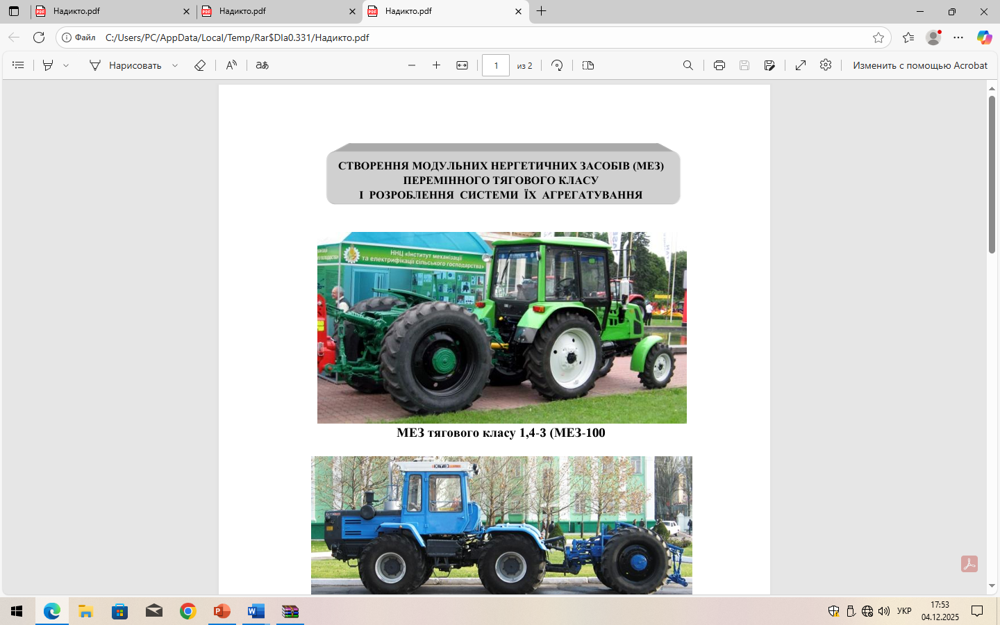 Надикто.pdf
Надикто.pdf
Надикто.pdf
Файл
C:/Users/PC/AppData/Local/Temp/Rar$DIa0.331/Надикто.pdf
Нарисовать
aあ
1
из 2
Изменить с помощью Acrobat
СТВОРЕННЯ МОДУЛЬНИХ НЕРГЕТИЧНИХ ЗАСОБІВ (МЕЗ)
ПЕРЕМІННОГО ТЯГОВОГО КЛАСУ
І РОЗРОБЛЕННЯ СИСТЕМИ ЇХ АГРЕГАТУВАННЯ
ННЦ «Інститут механізації
та електрифікації сільського господарства»
МЕЗ тягового класу 1,4-3 (МЕЗ-100
ХТЗ
УКР
17:53
04.12.2025